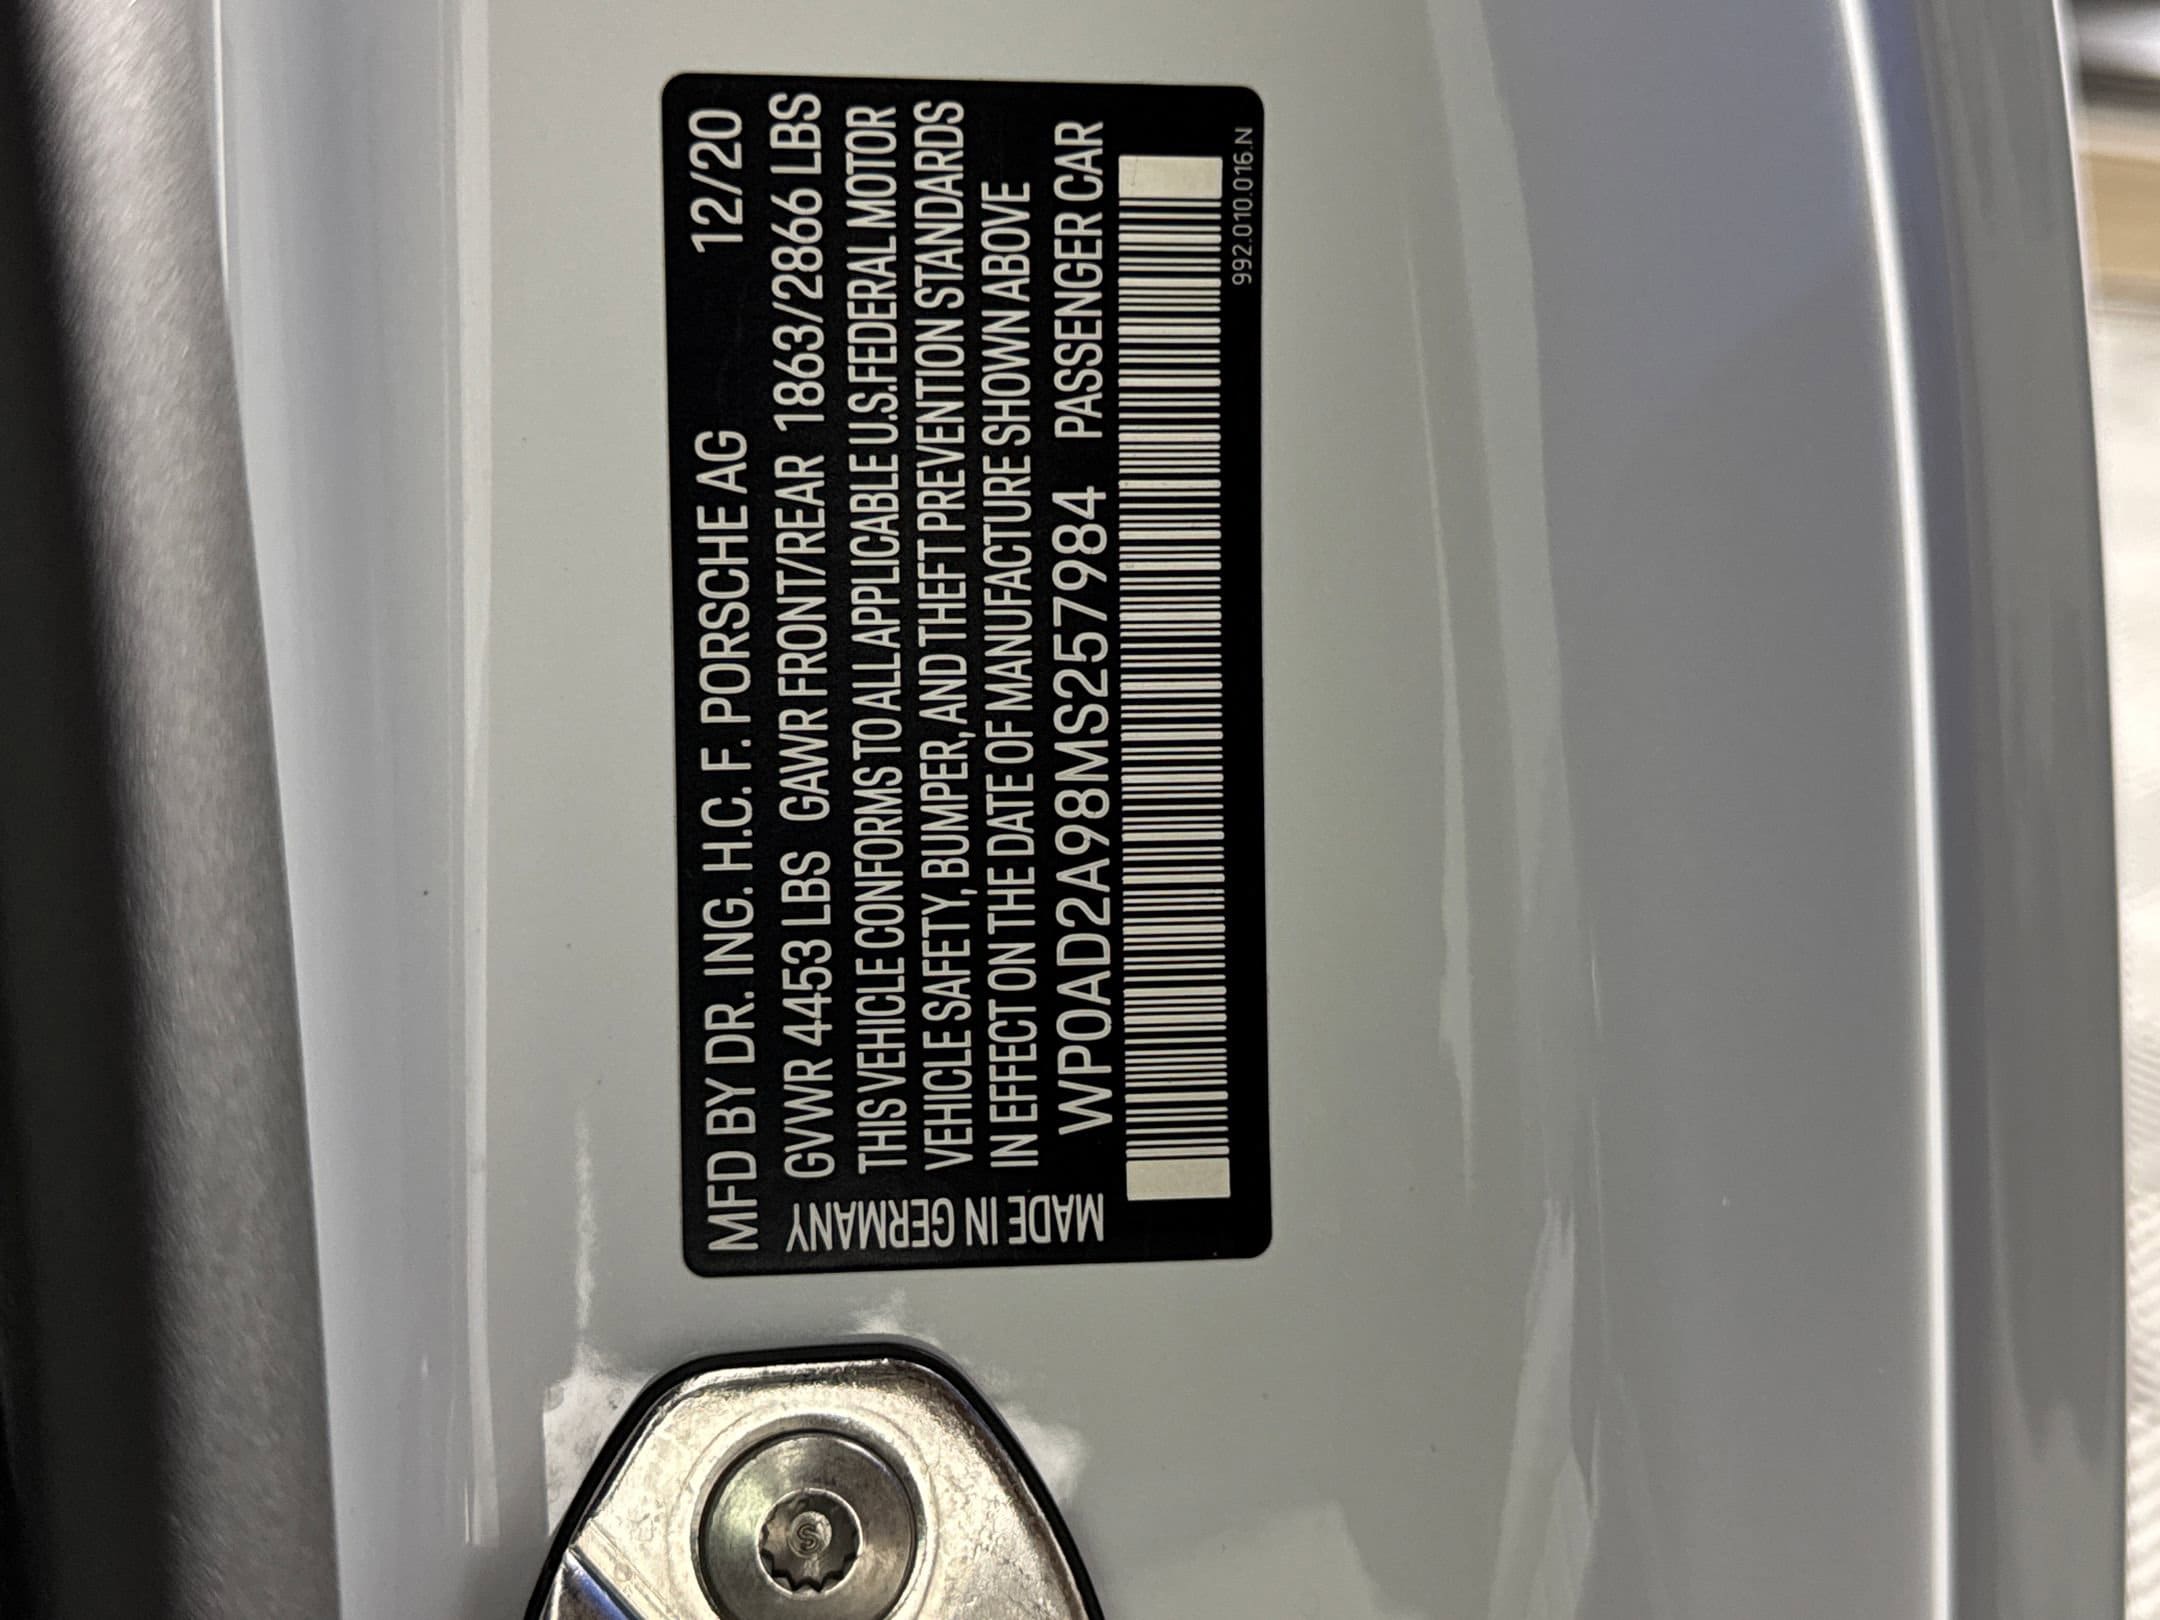 MFD BY DR. ING. H.C. F. PORSCHE AG 12/20
GVWR 4453 LBS GAWR FRONT/REAR 1863/2866 LBS
THIS VEHICLE CONFORMS TO ALL APPLICABLE U.S. FEDERAL MOTOR
VEHICLE SAFETY, BUMPER, AND THEFT PREVENTION STANDARDS
IN EFFECT ON THE DATE OF MANUFACTURE SHOWN ABOVE
WP0AD2A98MS257984 PASSENGER CAR
992.010.016.N
MADE IN GERMANY
S